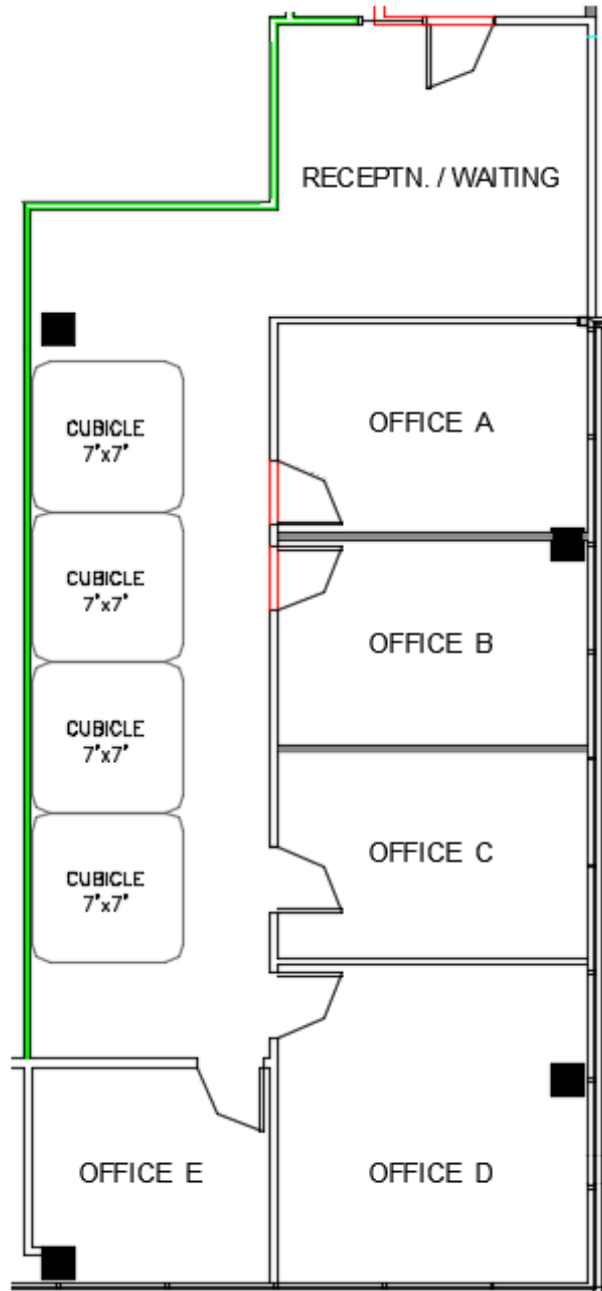 RECEPTN. / WAITING
OFFICE A
CUBICLE
7'x7'
OFFICE B
CUBICLE
7'x7'
CUBICLE
7'x7'
OFFICE C
CUBICLE
7'x7'
OFFICE E
OFFICE D